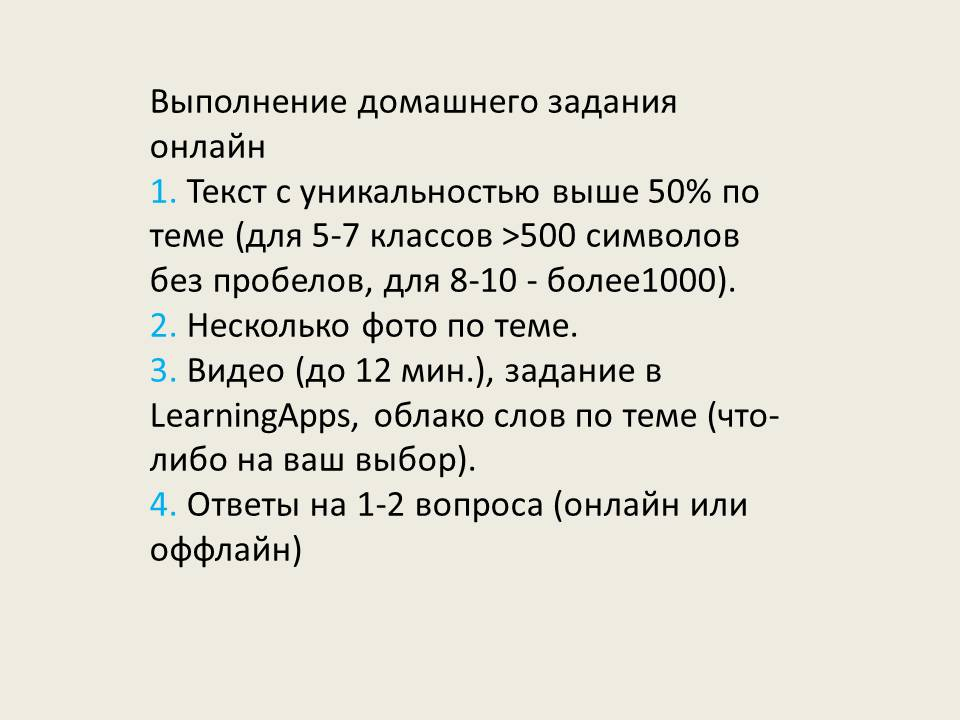 Выполнение домашнего задания
онлайн
1. Текст с уникальностью выше 50% по
теме (для 5-7 классов >500 символов
без пробелов, для 8-10 - более1000).
2. Несколько фото по теме.
3. Видео (до 12 мин.), задание в
LearningApps, облако слов по теме (что-
либо на ваш выбор).
4. Ответы на 1-2 вопроса (онлайн или
оффлайн)